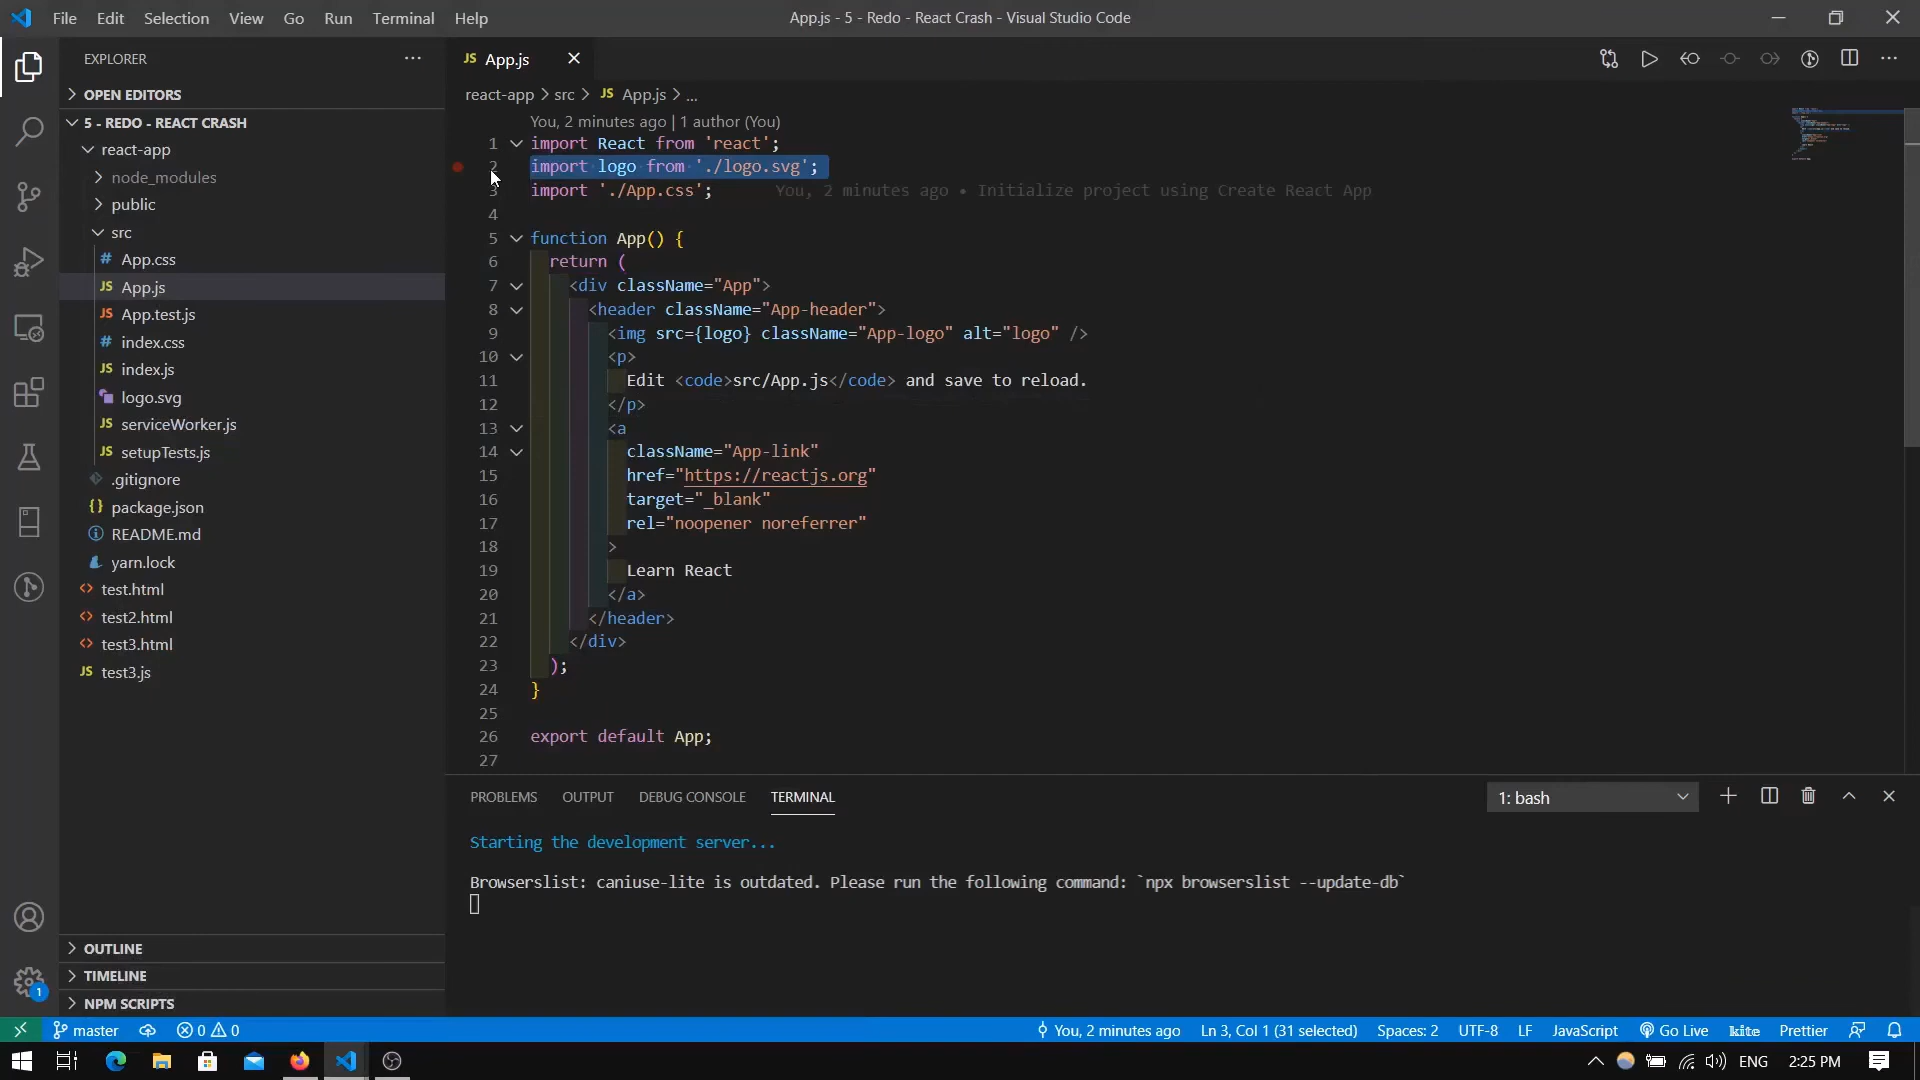 File Edit Selection View Go Run Terminal Help
App.js - 5 - Redo - React Crash - Visual Studio Code
EXPLORER
OPEN EDITORS
5 - REDO - REACT CRASH
react-app
node_modules
public
src
# App.css
JS App.js
JS App.test.js
# index.css
JS index.js
logo.svg
JS serviceWorker.js
JS setupTests.js
.gitignore
{} package.json
README.md
yarn.lock
<> test.html
<> test2.html
<> test3.html
JS test3.js
OUTLINE
TIMELINE
NPM SCRIPTS
JS App.js
react-app > src > JS App.js > ...
You, 2 minutes ago | 1 author (You)
1 import React from 'react';
2 import logo from './logo.svg';
3 import './App.css'; You, 2 minutes ago • Initialize project using Create React App
4
5 function App() {
6 return (
7 <div className="App">
8 <header className="App-header">
9 <img src={logo} className="App-logo" alt="logo" />
10 <p>
11 Edit <code>src/App.js</code> and save to reload.
12 </p>
13 <a
14 className="App-link"
15 href="https://reactjs.org"
16 target="_blank"
17 rel="noopener noreferrer"
18 >
19 Learn React
20 </a>
21 </header>
22 </div>
23 );
24 }
25
26 export default App;
27
PROBLEMS OUTPUT DEBUG CONSOLE TERMINAL
1: bash
Starting the development server...
Browserslist: caniuse-lite is outdated. Please run the following command: `npx browserslist --update-db`
1
master 0 0
You, 2 minutes ago Ln 3, Col 1 (31 selected) Spaces: 2 UTF-8 LF JavaScript Go Live kite Prettier
ENG 2:25 PM